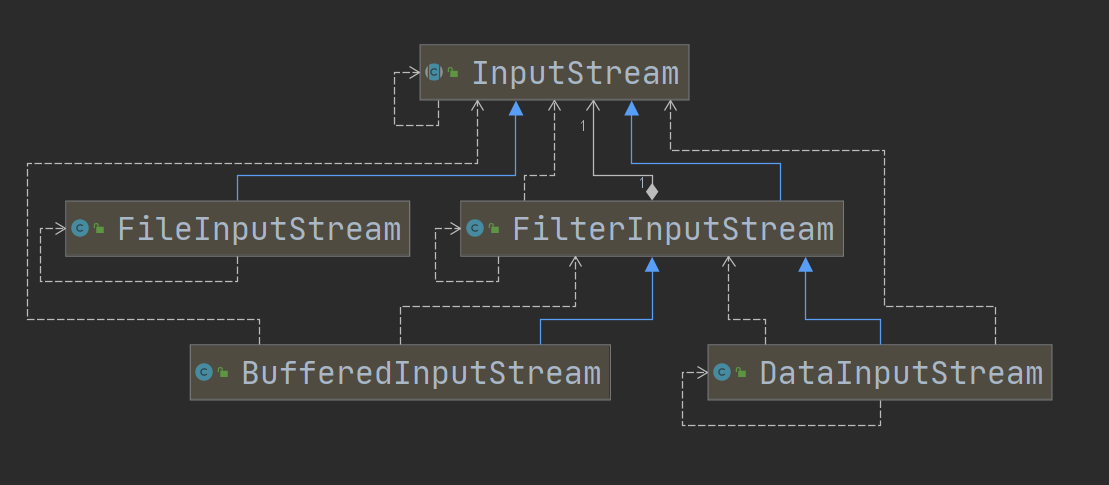 InputStream
1
1
FileInputStream
FilterInputStream
BufferedInputStream
DataInputStream